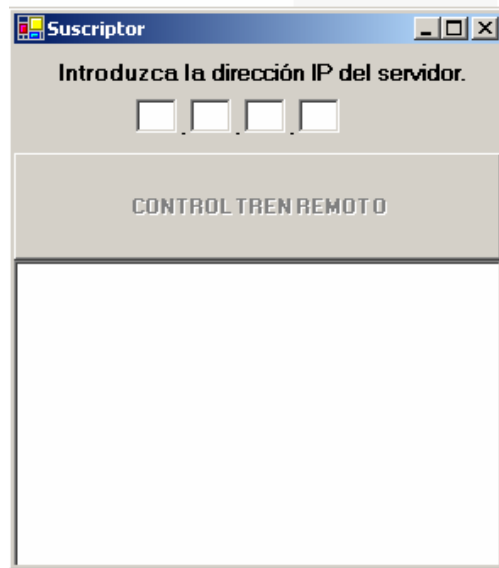 Suscriptor
Introduzca la dirección IP del servidor.
. . .
CONTROL TREN REMOTO